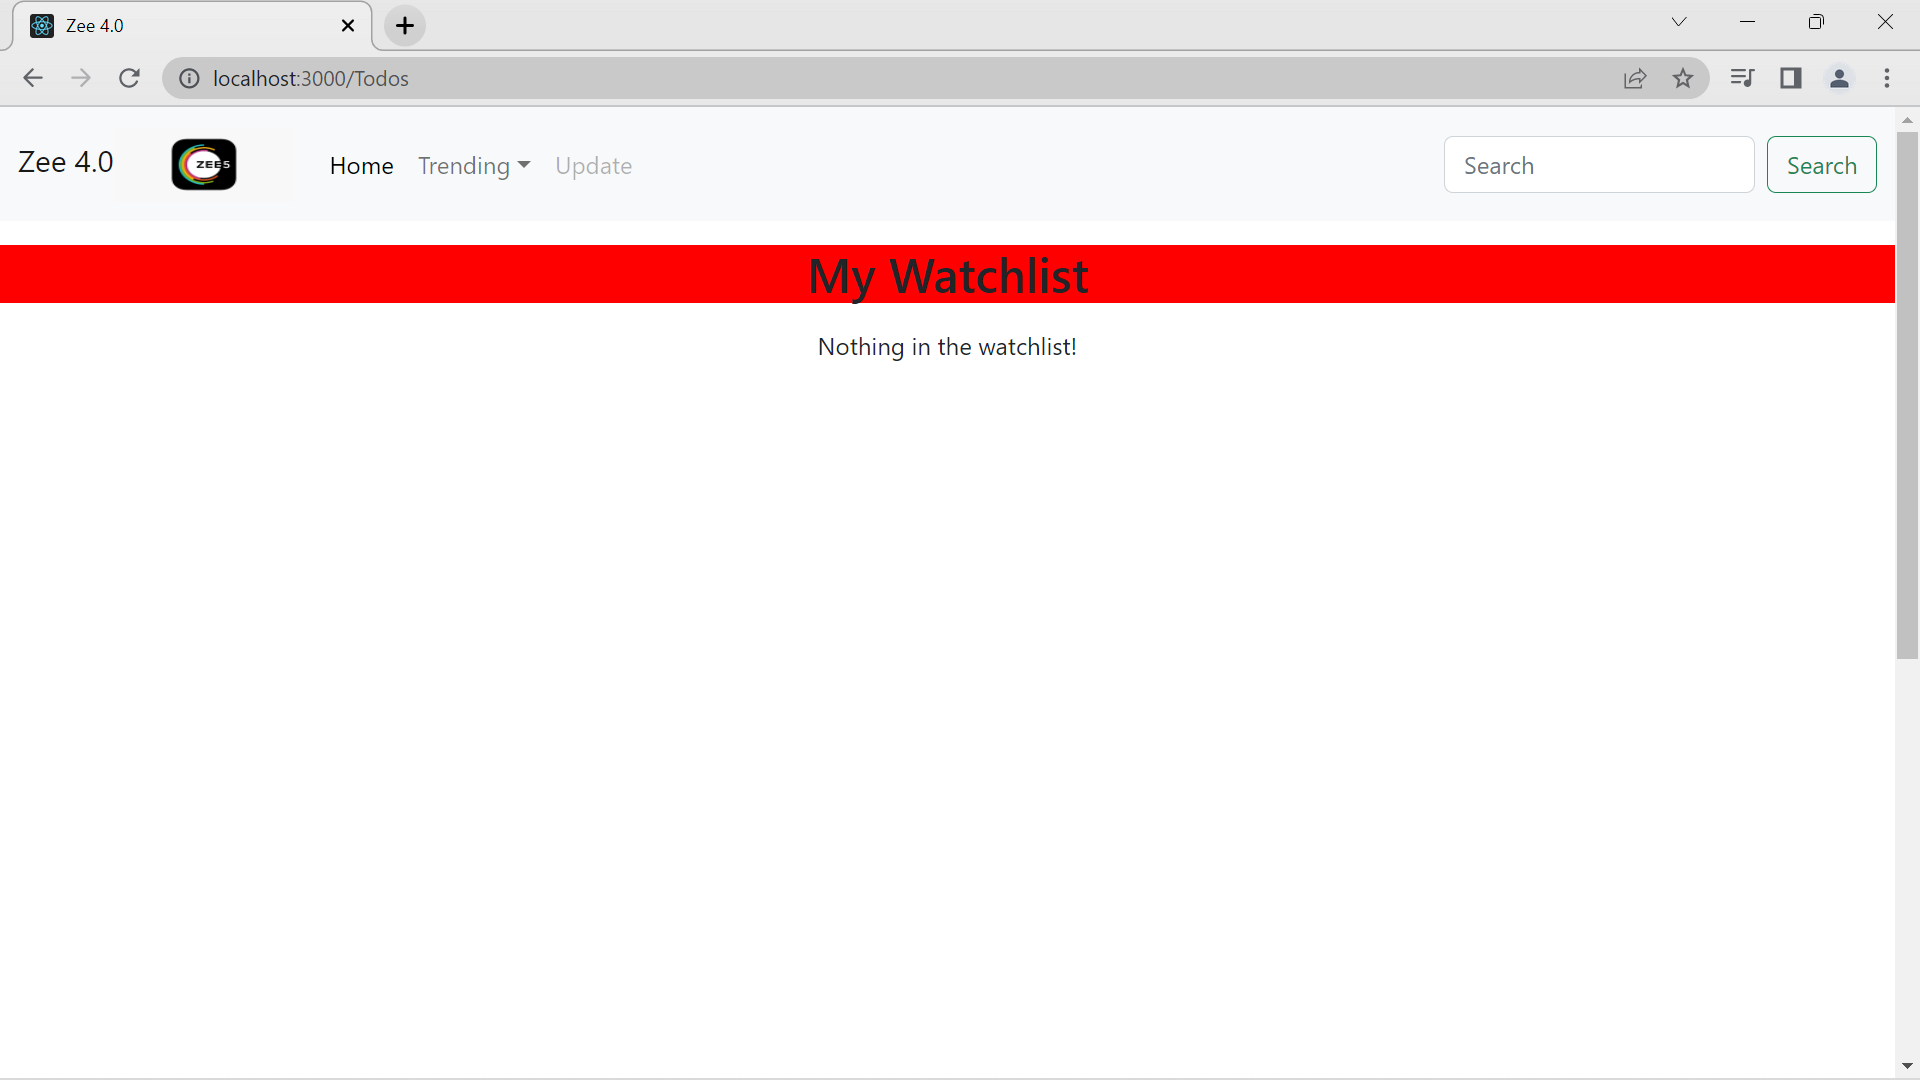 Zee 4.0
localhost:3000/Todos
Zee 4.0 ZEE5 Home Trending Update Search Search
My Watchlist
Nothing in the watchlist!